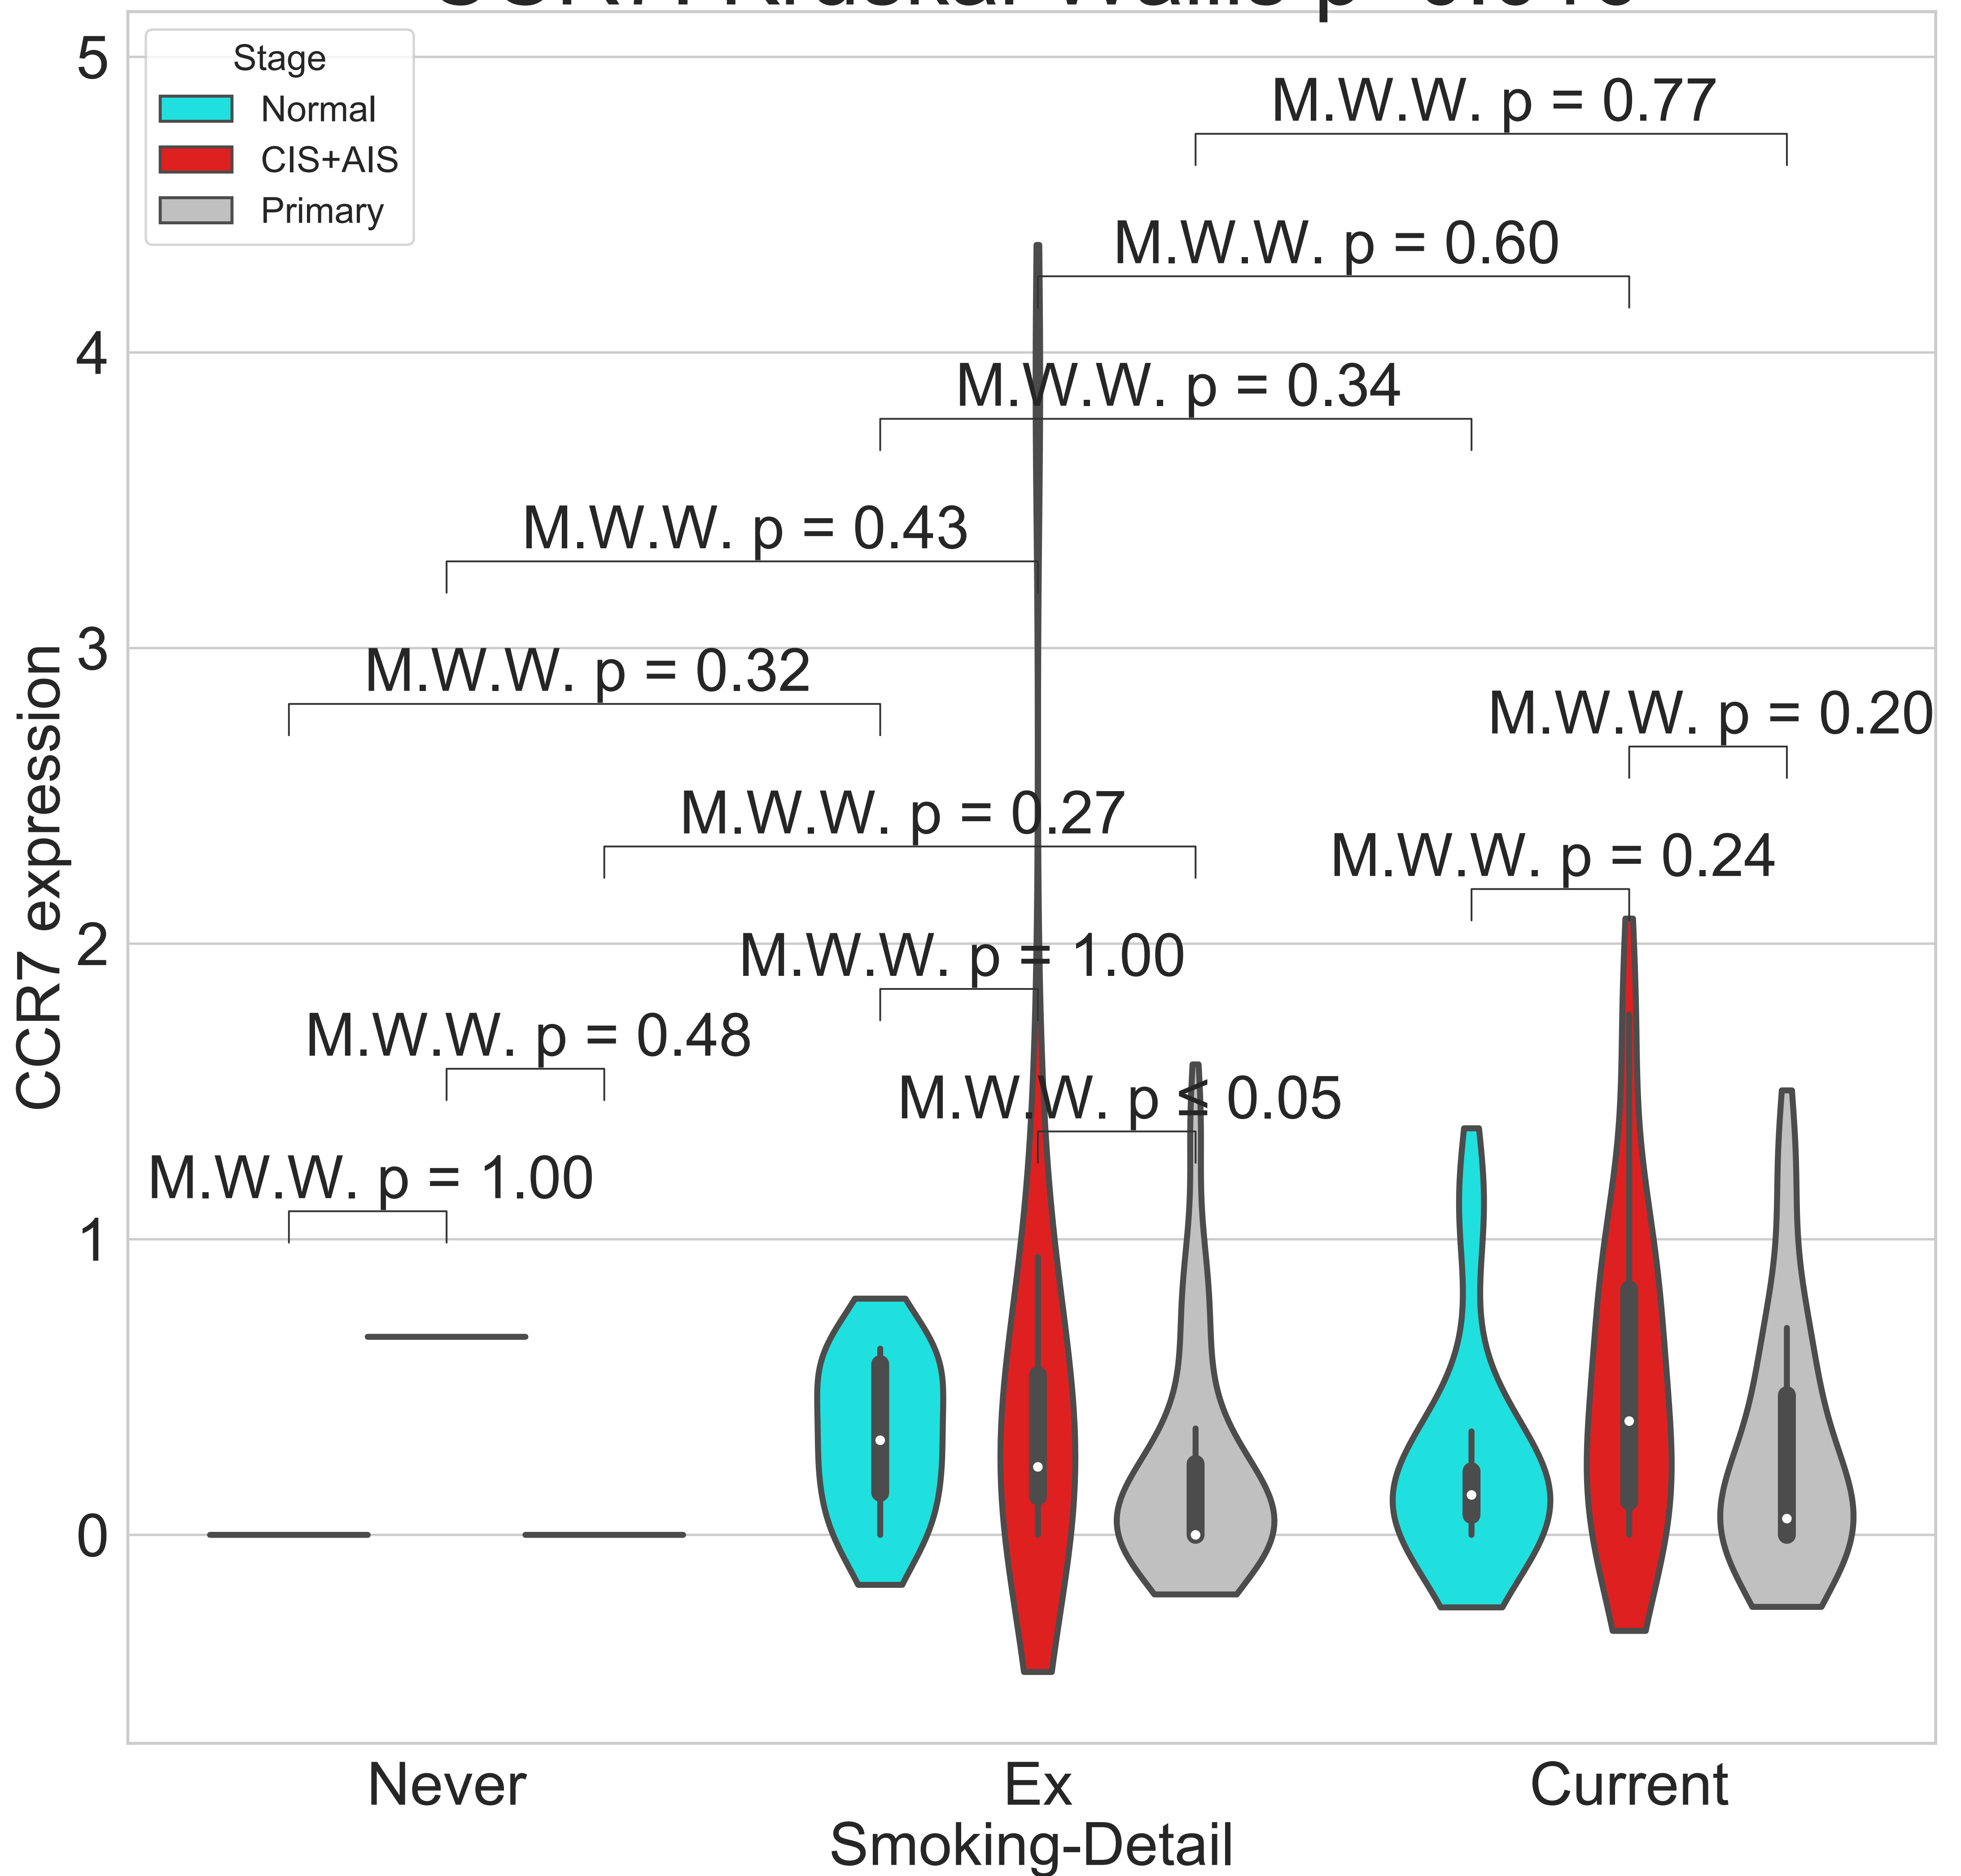 5
Stage
Normal
CIS+AIS
Primary
M.W.W. p = 0.77
M.W.W. p = 0.60
4
M.W.W. p = 0.34
M.W.W. p = 0.43
3
M.W.W. p = 0.32
M.W.W. p = 0.20
M.W.W. p = 0.27
M.W.W. p = 0.24
2
M.W.W. p = 1.00
M.W.W. p = 0.48
M.W.W. p ≤ 0.05
M.W.W. p = 1.00
1
0
CCR7 expression
Never
Ex
Current
Smoking-Detail